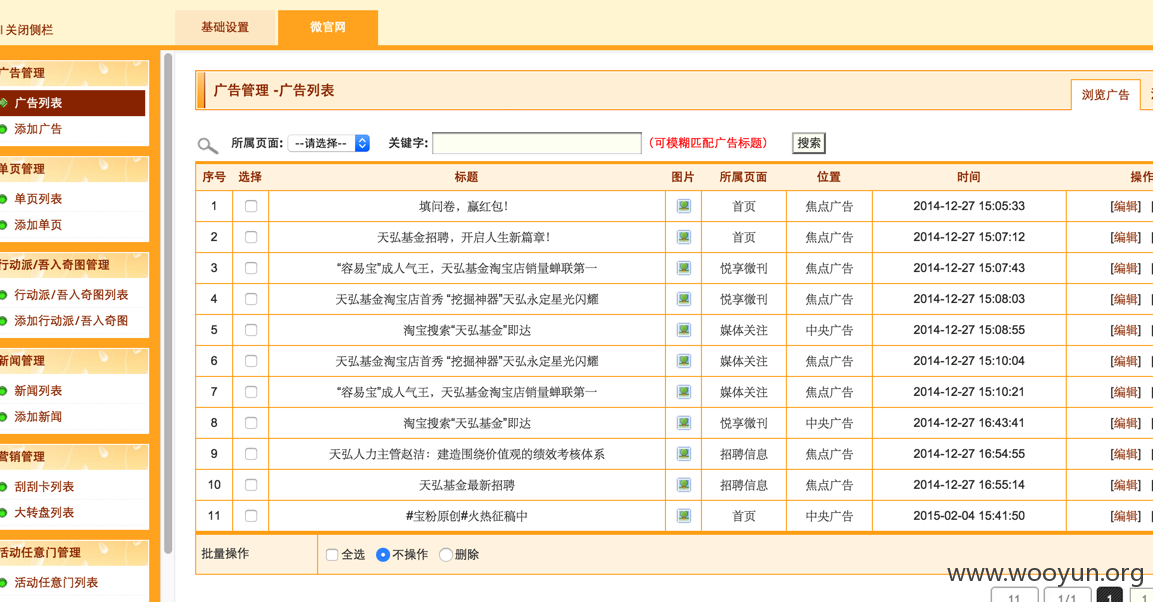 关闭侧栏
基础设置 微官网
广告管理
广告列表
添加广告
单页管理
单页列表
添加单页
行动派/吾入奇图管理
行动派/吾入奇图列表
添加行动派/吾入奇图
新闻管理
新闻列表
添加新闻
营销管理
刮刮卡列表
大转盘列表
活动任意门管理
活动任意门列表
广告管理 -广告列表
浏览广告
所属页面: --请选择-- 关键字: (可模糊匹配广告标题) 搜索
序号 选择 标题 图片 所属页面 位置 时间 操作
1 填问卷，赢红包! 首页 焦点广告 2014-12-27 15:05:33 [编辑]
2 天弘基金招聘，开启人生新篇章! 首页 焦点广告 2014-12-27 15:07:12 [编辑]
3 “容易宝”成人气王，天弘基金淘宝店销量蝉联第一 悦享微刊 焦点广告 2014-12-27 15:07:43 [编辑]
4 天弘基金淘宝店首秀 “挖掘神器”天弘永定星光闪耀 悦享微刊 焦点广告 2014-12-27 15:08:03 [编辑]
5 淘宝搜索“天弘基金”即达 媒体关注 中央广告 2014-12-27 15:08:55 [编辑]
6 天弘基金淘宝店首秀 “挖掘神器”天弘永定星光闪耀 媒体关注 焦点广告 2014-12-27 15:10:04 [编辑]
7 “容易宝”成人气王，天弘基金淘宝店销量蝉联第一 媒体关注 焦点广告 2014-12-27 15:10:21 [编辑]
8 淘宝搜索“天弘基金”即达 悦享微刊 中央广告 2014-12-27 16:43:41 [编辑]
9 天弘人力主管赵洁：建造围绕价值观的绩效考核体系 招聘信息 焦点广告 2014-12-27 16:54:55 [编辑]
10 天弘基金最新招聘 招聘信息 焦点广告 2014-12-27 16:55:14 [编辑]
11 #宝粉原创#火热征稿中 首页 中央广告 2015-02-04 15:41:50 [编辑]
批量操作 全选 不操作 删除
www.wooyun.org
11 1/1 1 1